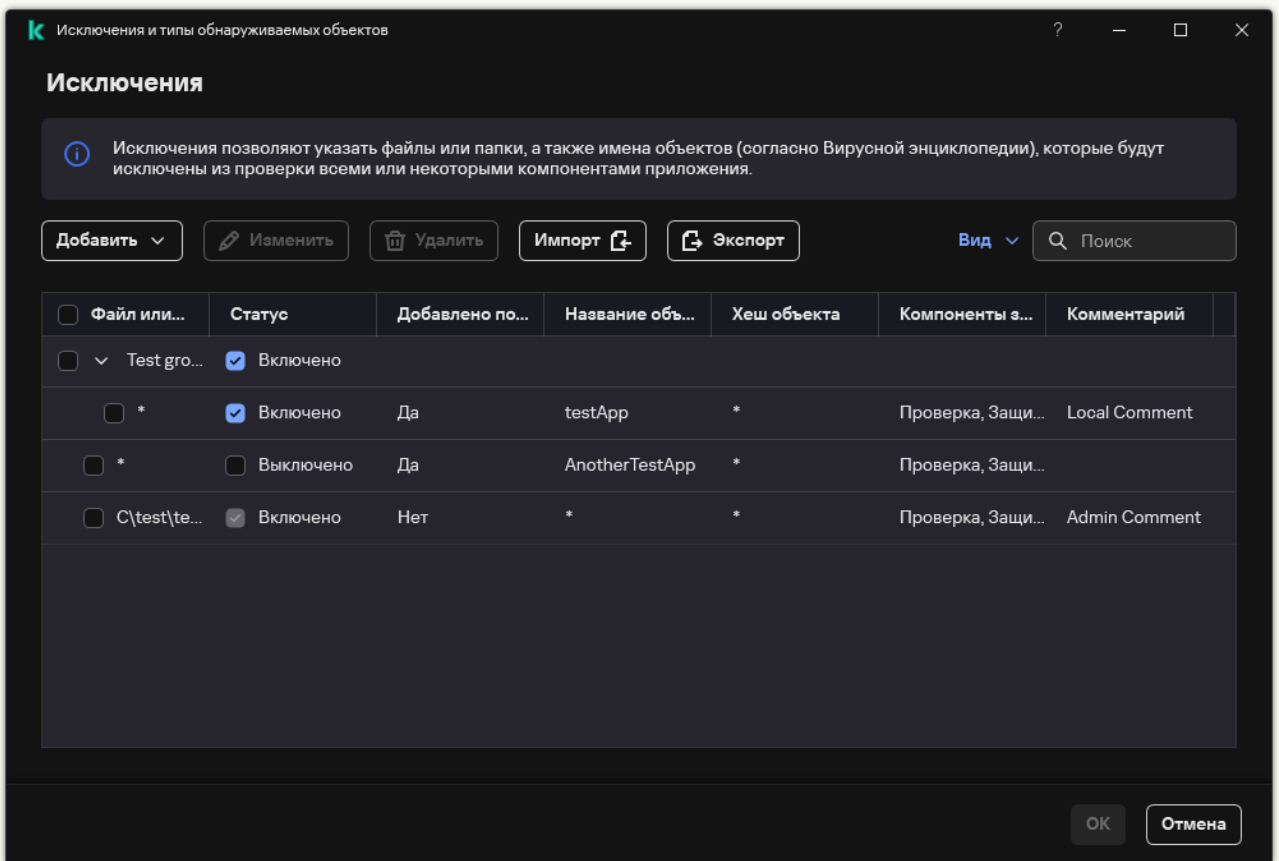 Исключения и типы обнаруживаемых объектов
?
Исключения
Исключения позволяют указать файлы или папки, а также имена объектов (согласно Вирусной энциклопедии), которые будут
исключены из проверки всеми или некоторыми компонентами приложения.
Добавить Изменить Удалить Импорт Экспорт Вид Поиск
Файл или... Статус Добавлено по... Название объ... Хеш объекта Компоненты з... Комментарий
Test gro... Включено
* Включено Да testApp * Проверка, Защи... Local Comment
* Выключено Да AnotherTestApp * Проверка, Защи...
C\test\te... Включено Нет * * Проверка, Защи... Admin Comment
ОК Отмена